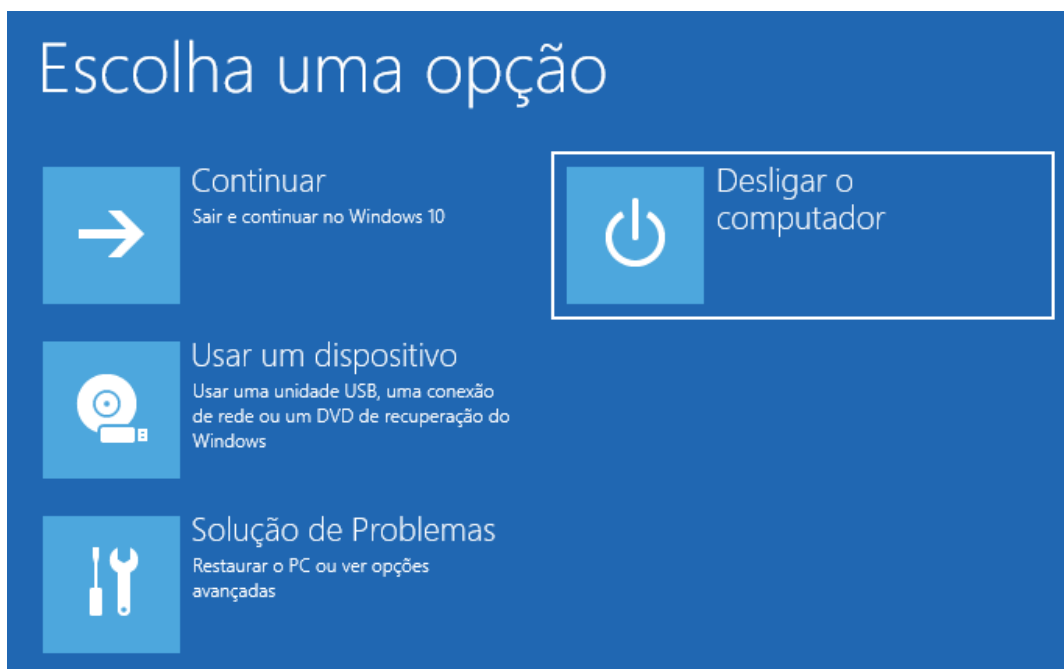 Escolha uma opção
Continuar
Sair e continuar no Windows 10
Desligar o
computador
Usar um dispositivo
Usar uma unidade USB, uma conexão
de rede ou um DVD de recuperação do
Windows
Solução de Problemas
Restaurar o PC ou ver opções
avançadas